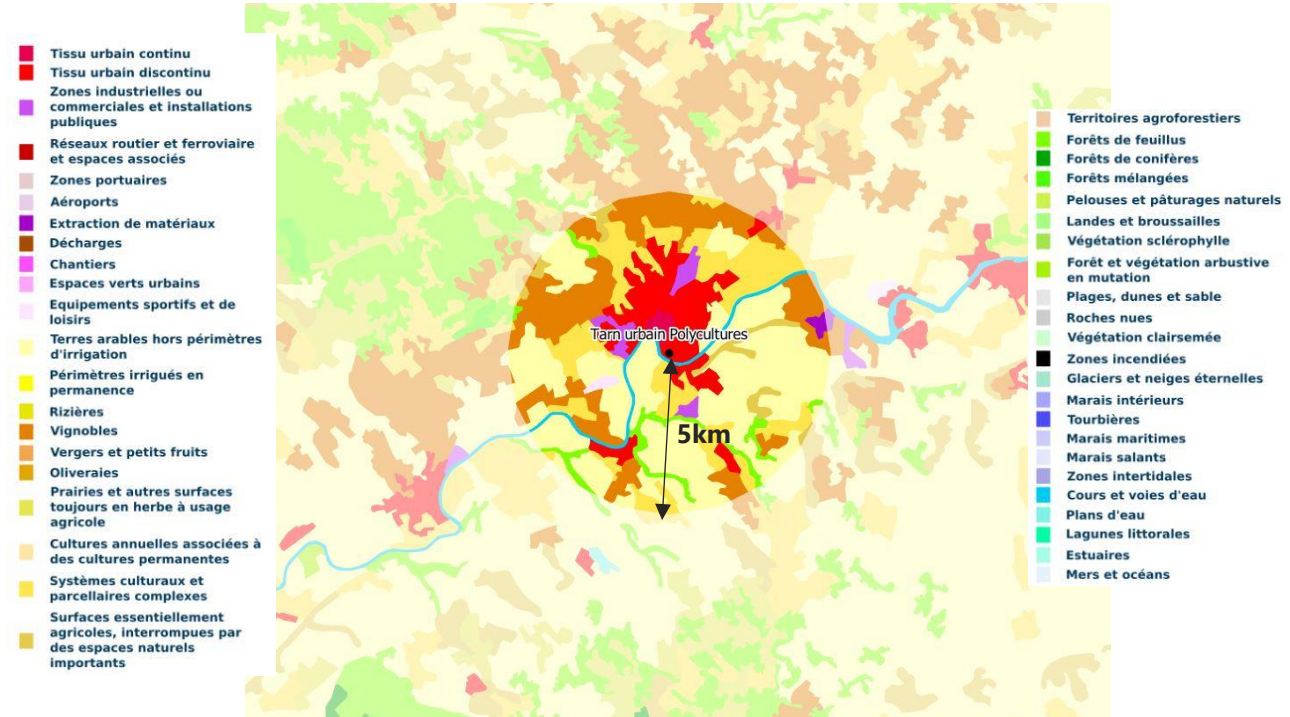 Tissu urbain continu
Tissu urbain discontinu
Zones industrielles ou
commerciales et installations
publiques
Réseaux routier et ferroviaire
et espaces associés
Zones portuaires
Aéroports
Extraction de matériaux
Décharges
Chantiers
Espaces verts urbains
Equipements sportifs et de
loisirs
Terres arables hors périmètres
d'irrigation
Périmètres irrigués en
permanence
Rizières
Vignobles
Vergers et petits fruits
Oliveraies
Prairies et autres surfaces
toujours en herbe à usage
agricole
Cultures annuelles associées à
des cultures permanentes
Systèmes culturaux et
parcellaires complexes
Surfaces essentiellement
agricoles, interrompues par
des espaces naturels
importants
Tarn urbain Polycultures
5km
Territoires agroforestiers
Forêts de feuillus
Forêts de conifères
Forêts mélangées
Pelouses et pâturages naturels
Landes et broussailles
Végétation sclérophylle
Forêt et végétation arbustive
en mutation
Plages, dunes et sable
Roches nues
Végétation clairsemée
Zones incendiées
Glaciers et neiges éternelles
Marais intérieurs
Tourbières
Marais maritimes
Marais salants
Zones intertidales
Cours et voies d'eau
Plans d'eau
Lagunes littorales
Estuaires
Mers et océans